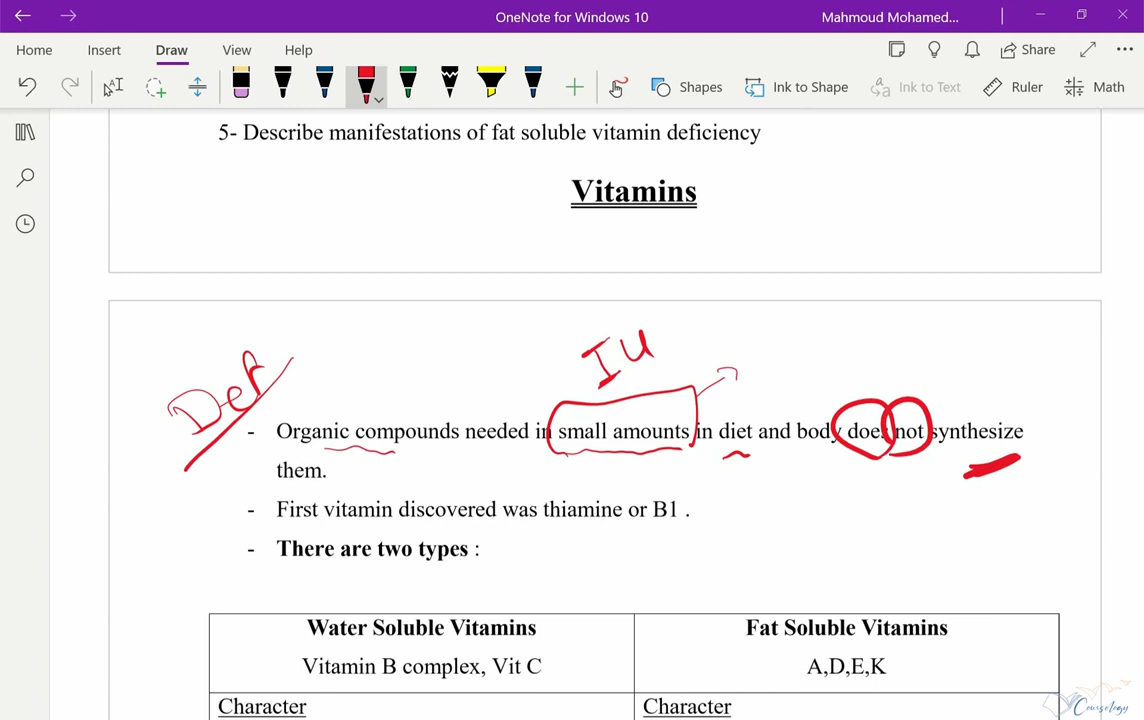 OneNote for Windows 10
Mahmoud Mohamed...
Home Insert Draw View Help Share
Shapes Ink to Shape Ink to Text Ruler Math
5- Describe manifestations of fat soluble vitamin deficiency
Vitamins
IU
Def
- Organic compounds needed in small amounts in diet and body does not synthesize
them.
- First vitamin discovered was thiamine or B1 .
- There are two types :
Water Soluble Vitamins
Vitamin B complex, Vit C
Fat Soluble Vitamins
A,D,E,K
Character
Character
Courseology